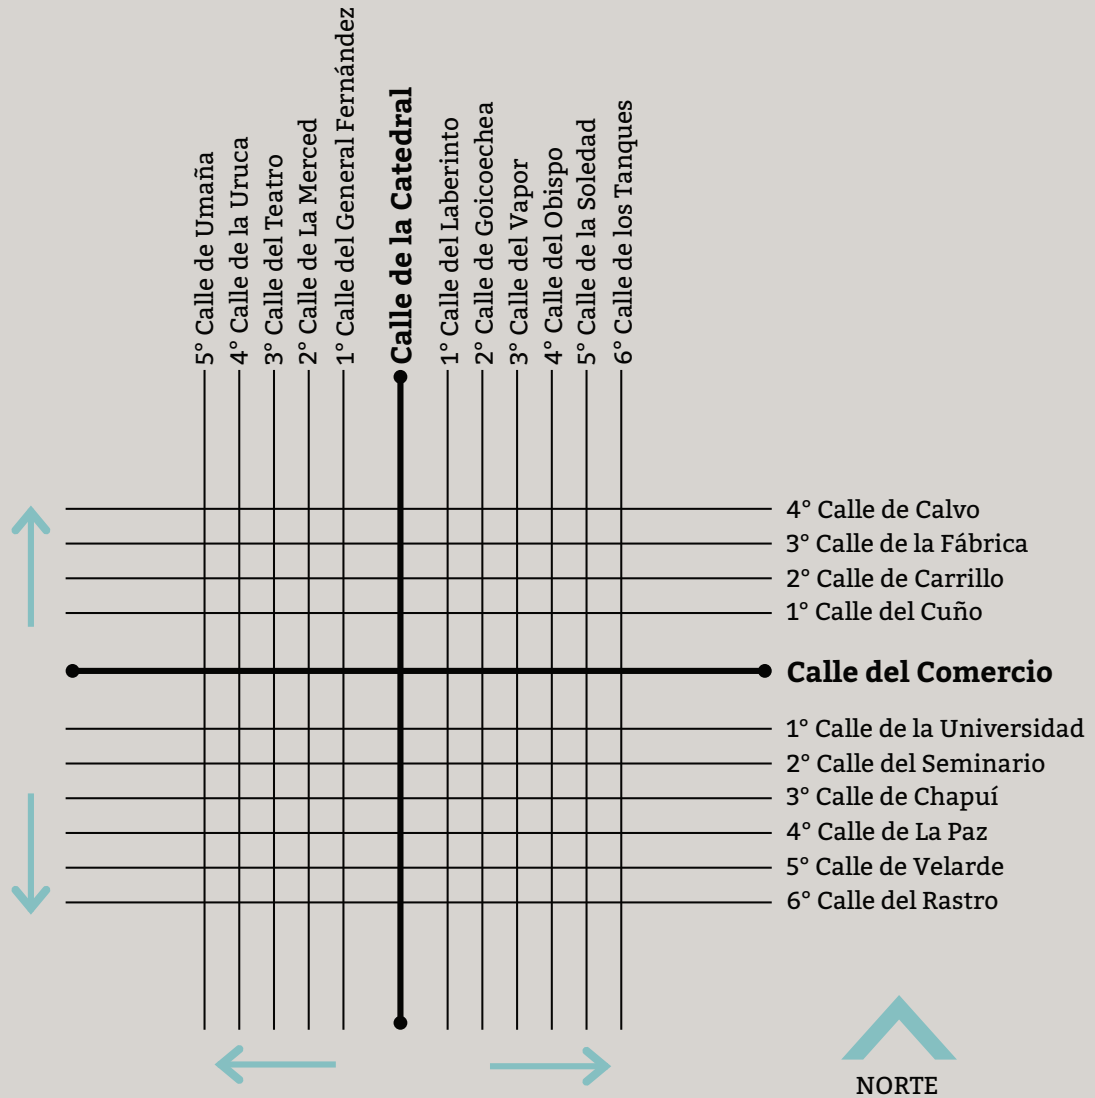 5° Calle de Umaña
4° Calle de la Uruca
3° Calle del Teatro
2° Calle de La Merced
1° Calle del General Fernández
Calle de la Catedral
1° Calle del Laberinto
2° Calle de Goicoechea
3° Calle del Vapor
4° Calle del Obispo
5° Calle de la Soledad
6° Calle de los Tanques
4° Calle de Calvo
3° Calle de la Fábrica
2° Calle de Carrillo
1° Calle del Cuño
Calle del Comercio
1° Calle de la Universidad
2° Calle del Seminario
3° Calle de Chapuí
4° Calle de La Paz
5° Calle de Velarde
6° Calle del Rastro
NORTE